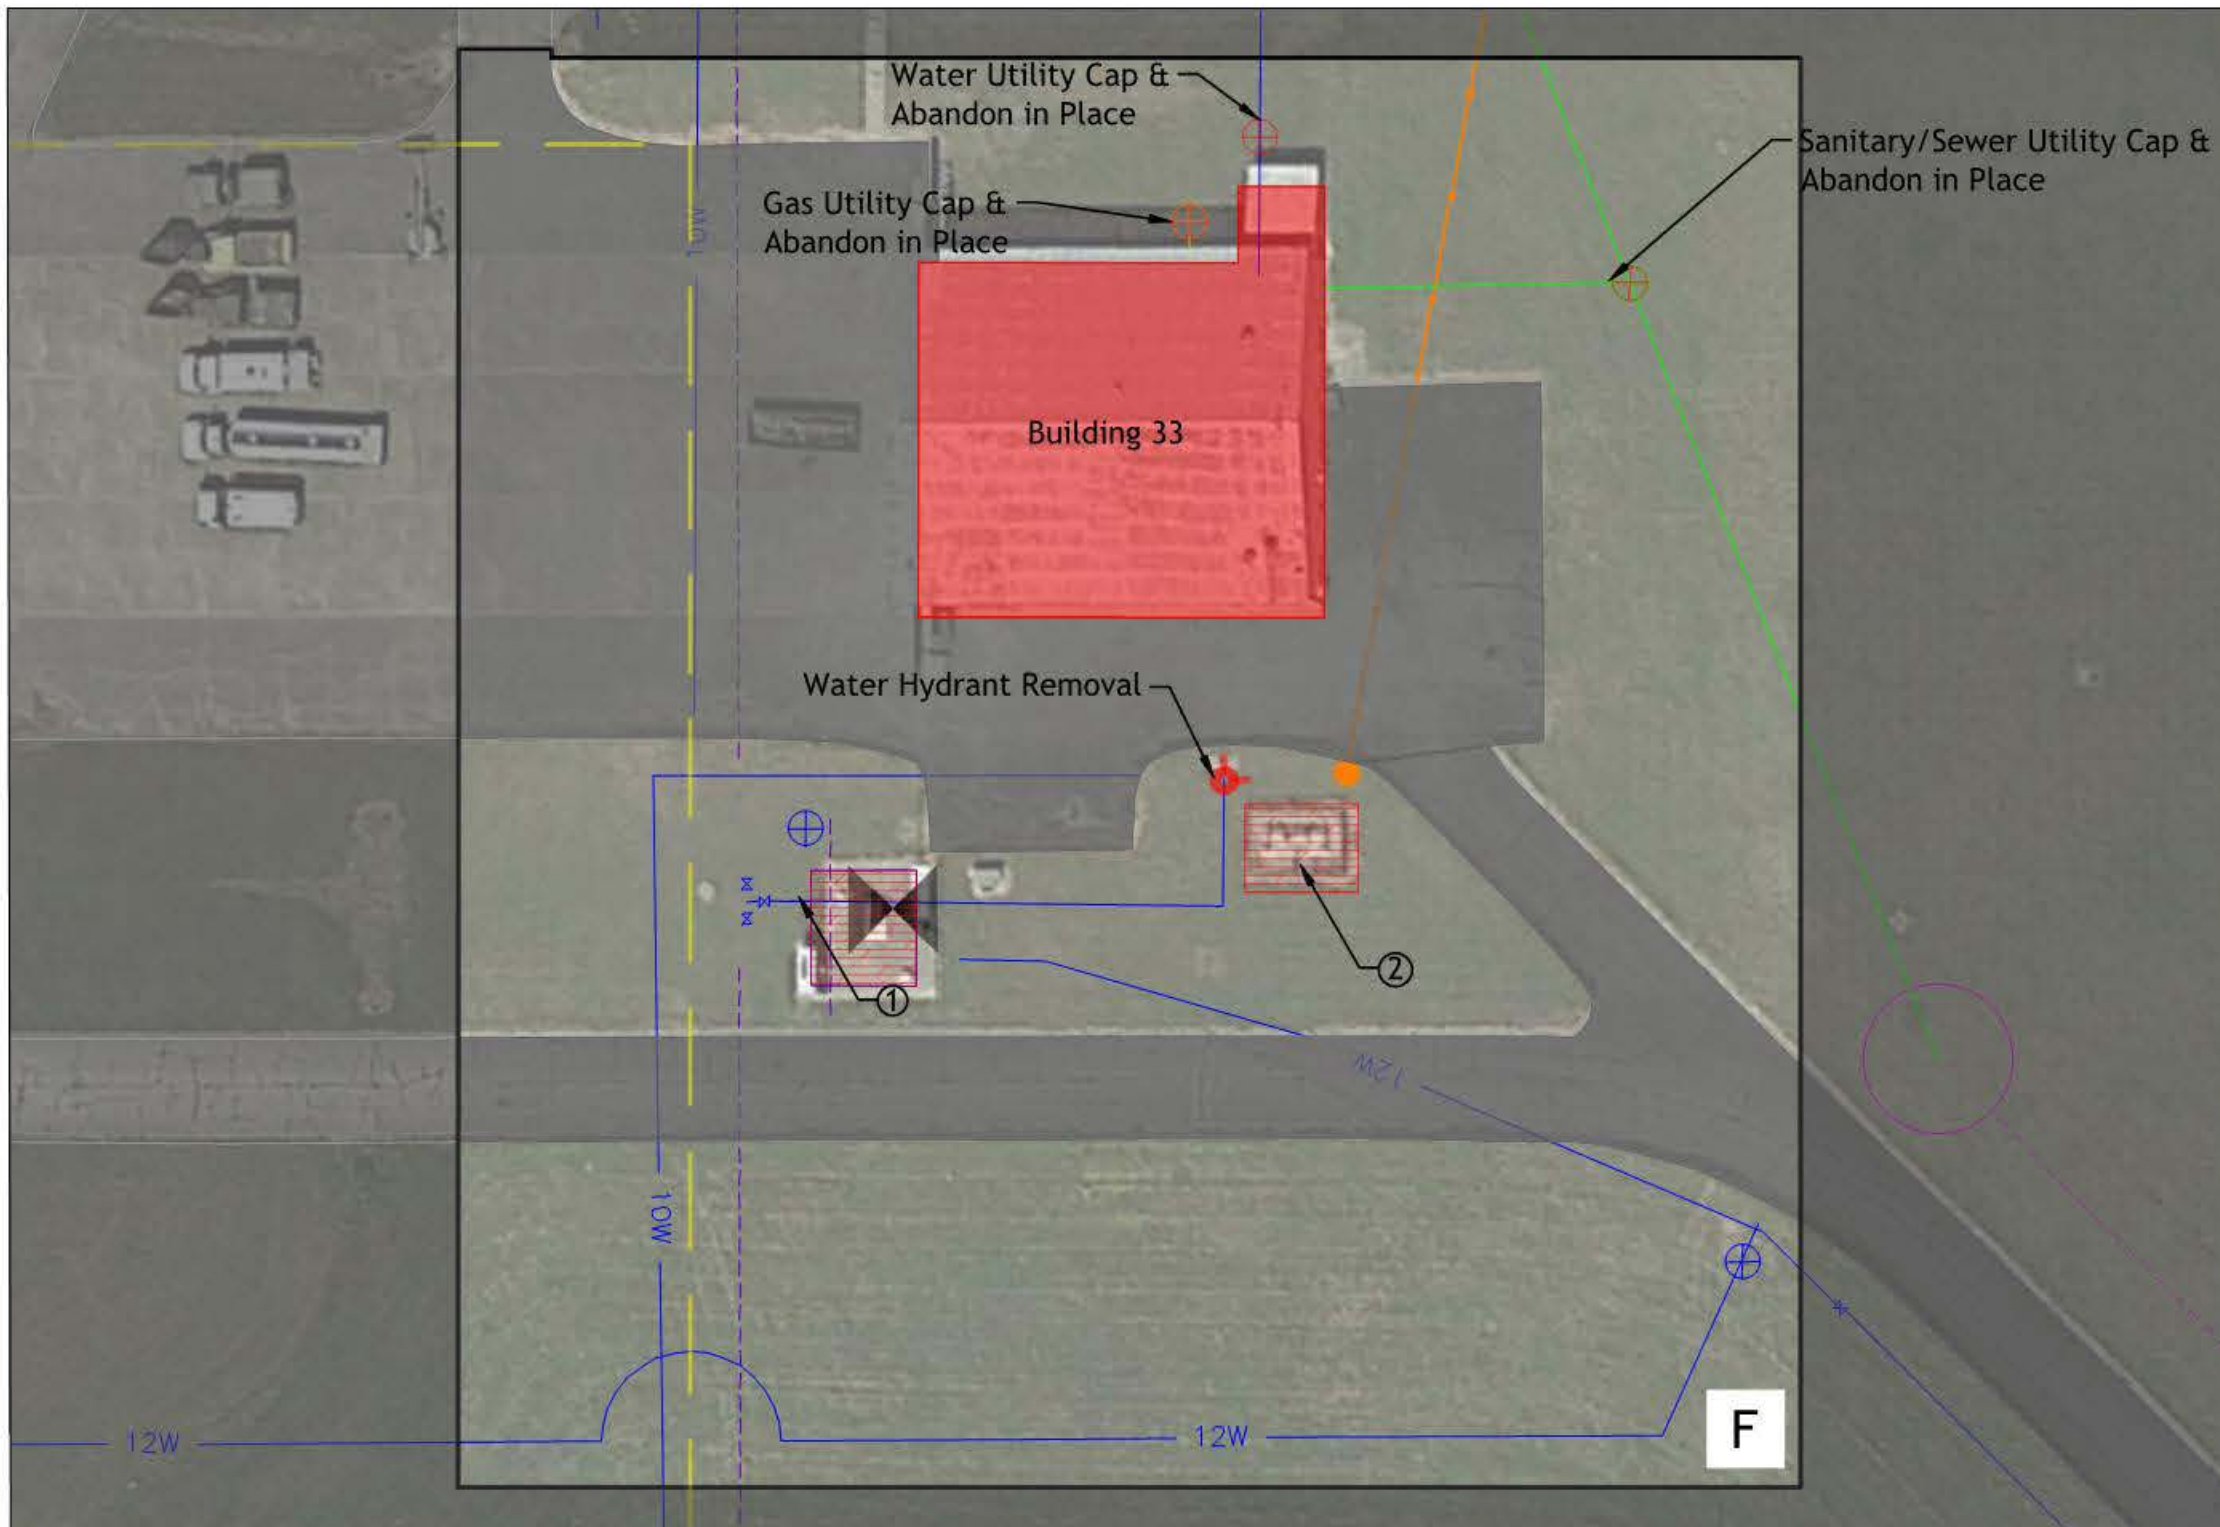 Water Utility Cap &
Abandon in Place
Sanitary/Sewer Utility Cap &
Abandon in Place
Gas Utility Cap &
Abandon in Place
10W
Building 33
Water Hydrant Removal
2
1
12W
10W
12W
12W
F